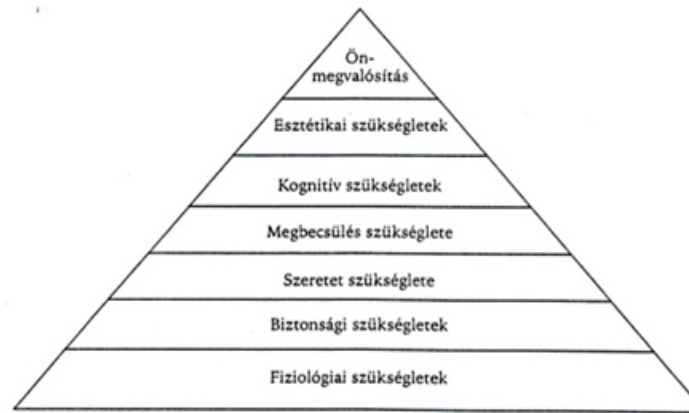 Ön-
megvalósítás
Esztétikai szükségletek
Kognitív szükségletek
Megbecsülés szükséglete
Szeretet szükséglete
Biztonsági szükségletek
Fiziológiai szükségletek